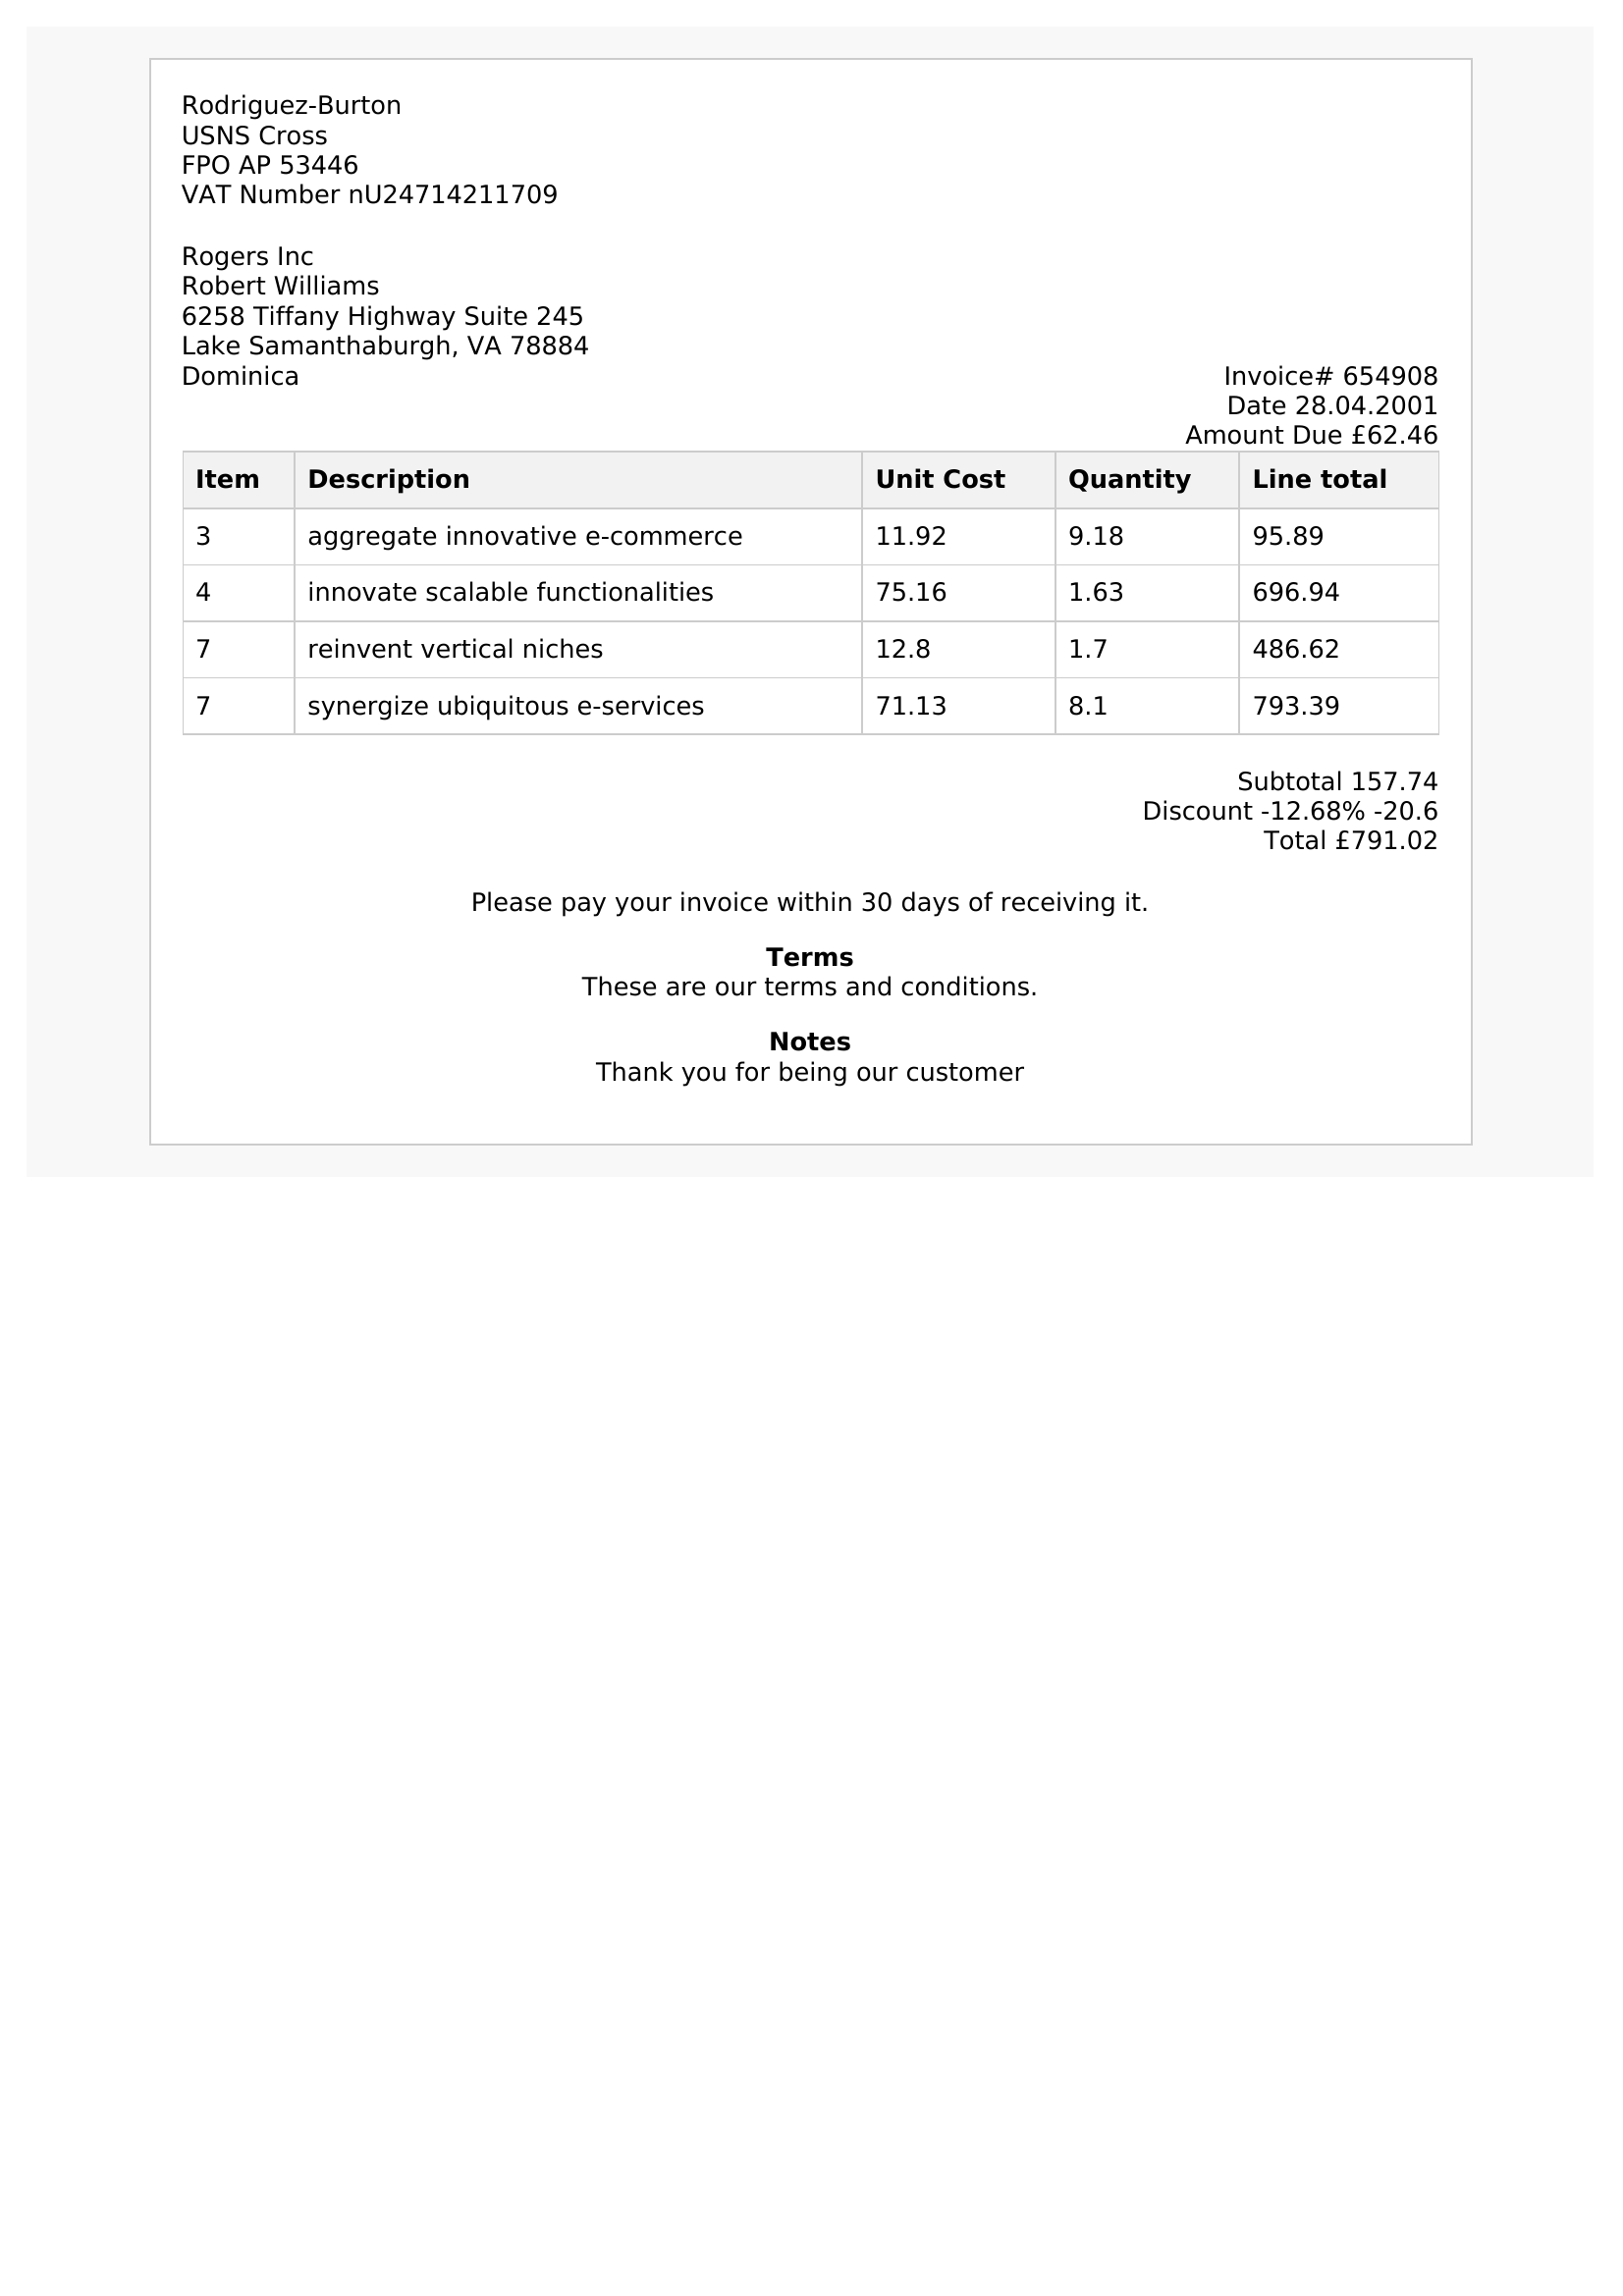 Rodriguez-Burton
USNS Cross
FPO AP 53446
VAT Number nU24714211709
Rogers Inc
Robert Williams
6258 Tiffany Highway Suite 245
Lake Samanthaburgh, VA 78884
Dominica
Invoice# 654908
Date 28.04.2001
Amount Due £62.46
Item Description Unit Cost Quantity Line total
3 aggregate innovative e-commerce 11.92 9.18 95.89
4 innovate scalable functionalities 75.16 1.63 696.94
7 reinvent vertical niches 12.8 1.7 486.62
7 synergize ubiquitous e-services 71.13 8.1 793.39
Subtotal 157.74
Discount -12.68% -20.6
Total £791.02
Please pay your invoice within 30 days of receiving it.
Terms
These are our terms and conditions.
Notes
Thank you for being our customer